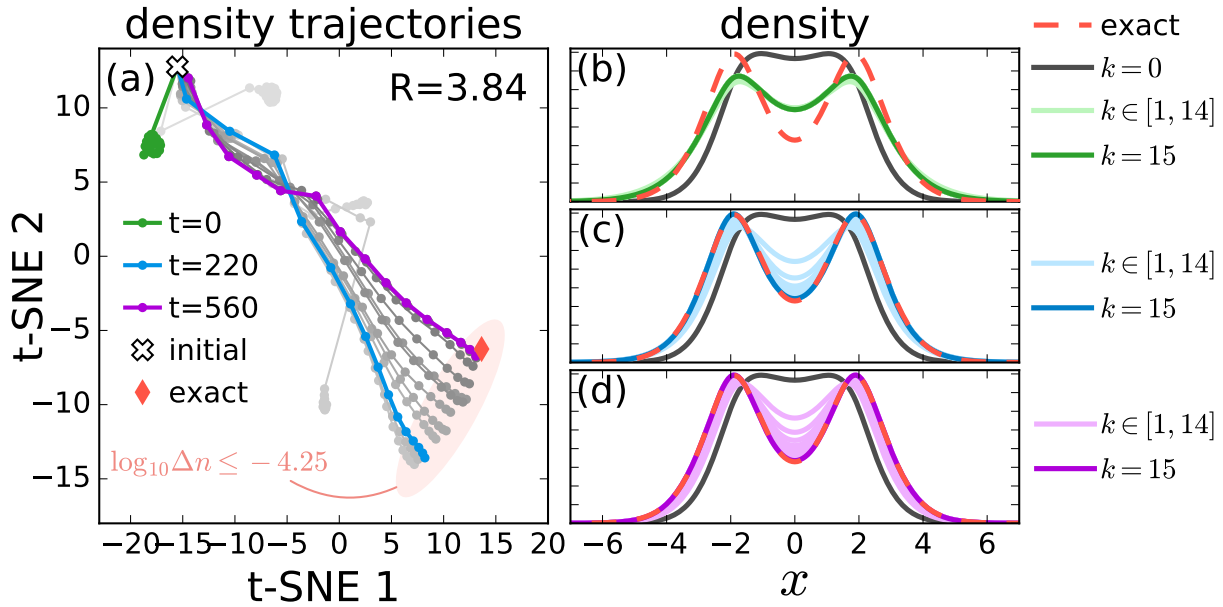 density trajectories
density
(a)
R=3.84
t=0
t=220
t=560
initial
exact
log₁₀Δn ≤ −4.25
10
5
0
−5
−10
−15
t-SNE 2
−20 −15 −10 −5 0 5 10 15 20
t-SNE 1
(b)
(c)
(d)
−6 −4 −2 0 2 4 6
x
exact
k = 0
k ∈ [1, 14]
k = 15
k ∈ [1, 14]
k = 15
k ∈ [1, 14]
k = 15